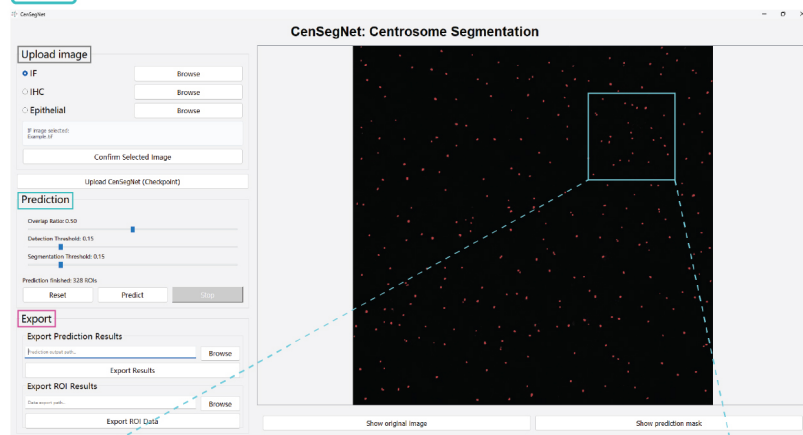 CenSegNet
CenSegNet: Centrosome Segmentation
Upload image
IF
Browse
IHC
Browse
Epithelial
Browse
IF image selected:
Example tif
Confirm Selected Image
Upload CenSegNet (Checkpoint)
Prediction
Overlap Ratio: 0.50
Detection Threshold: 0.15
Segmentation Threshold: 0.15
Prediction finished: 328 ROIs
Reset
Predict
Stop
Export
Export Prediction Results
Prediction output path...
Browse
Export Results
Export ROI Results
Data export path...
Browse
Export ROI Data
Show original image
Show prediction mask